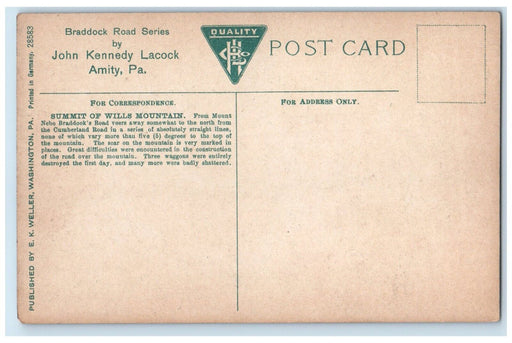 Braddock Road Series
by
John Kennedy Lacock
Amity, Pa.
QUALITY
POST CARD
FOR CORRESPONDENCE.
FOR ADDRESS ONLY.
SUMMIT OF WILLS MOUNTAIN. From Mount
Nebo Braddock's Road veers away somewhat to the north from
the Cumberland Road in a series of absolutely straight lines,
none of which vary more than five (5) degrees to the top of
the mountain. The scar on the mountain is very marked in
places. Great difficulties were encountered in the construction
of the road over the mountain. Three waggons were entirely
destroyed the first day, and many more were badly shattered.
PUBLISHED BY E. K. WELLER, WASHINGTON, PA. Printed in Germany. 28583